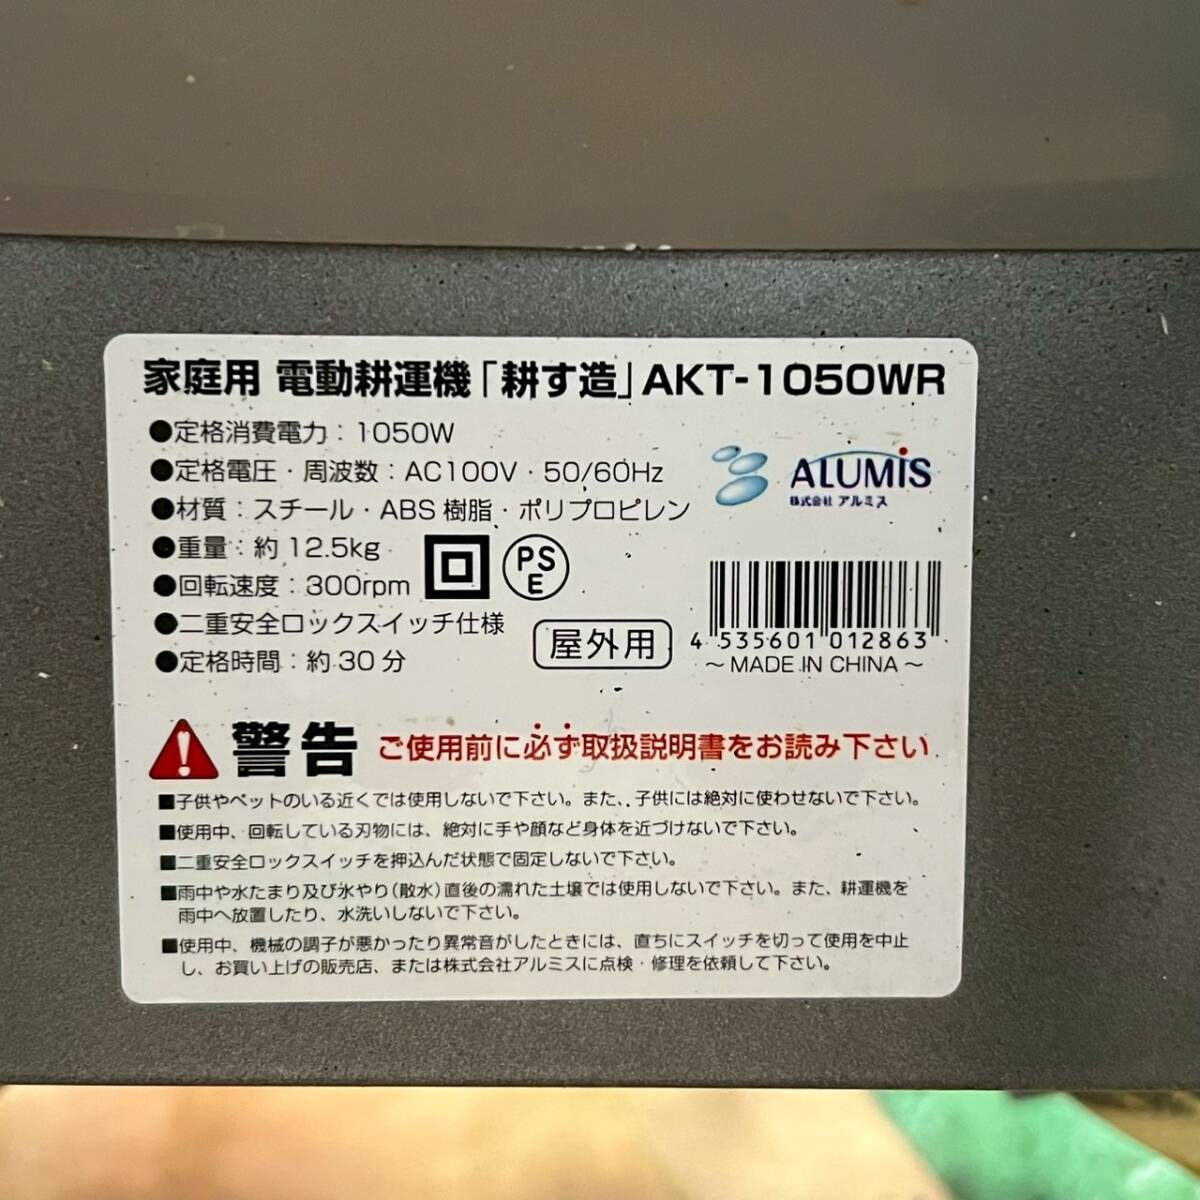 家庭用 電動耕運機「耕す造」AKT-1050WR
●定格消費電力：1050W
●定格電圧・周波数：AC100V・50/60Hz
●材質：スチール・ABS樹脂・ポリプロピレン
●重量：約12.5kg
●回転速度：300rpm
●二重安全ロックスイッチ仕様
●定格時間：約30分
PS
E
屋外用
ALUMiS
株式会社 アルミス
4 535601 012863
～MADE IN CHINA～
警告 ご使用前に必ず取扱説明書をお読み下さい
■子供やペットのいる近くでは使用しないで下さい。また、子供には絶対に使わせないで下さい。
■使用中、回転している刃物には、絶対に手や顔など身体を近づけないで下さい。
■二重安全ロックスイッチを押込んだ状態で固定しないで下さい。
■雨中や水たまり及び水やり（散水）直後の濡れた土壌では使用しないで下さい。また、耕運機を
雨中へ放置したり、水洗いしないで下さい。
■使用中、機械の調子が悪かったり異常音がしたときには、直ちにスイッチを切って使用を中止
し、お買い上げの販売店、または株式会社アルミスに点検・修理を依頼して下さい。